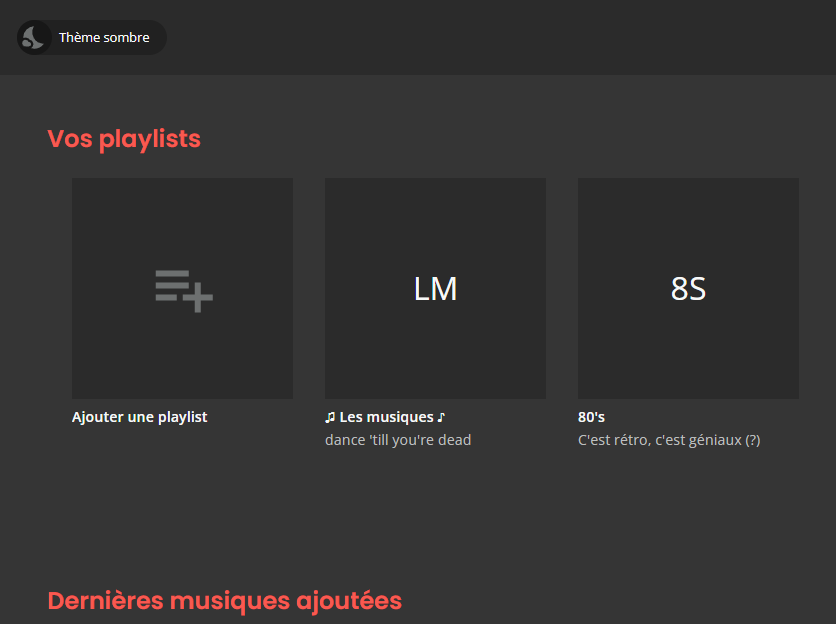 Thème sombre
Vos playlists
LM
8S
Ajouter une playlist
♫ Les musiques ♪
80's
dance 'till you're dead
C'est rétro, c'est géniaux (?)
Dernières musiques ajoutées